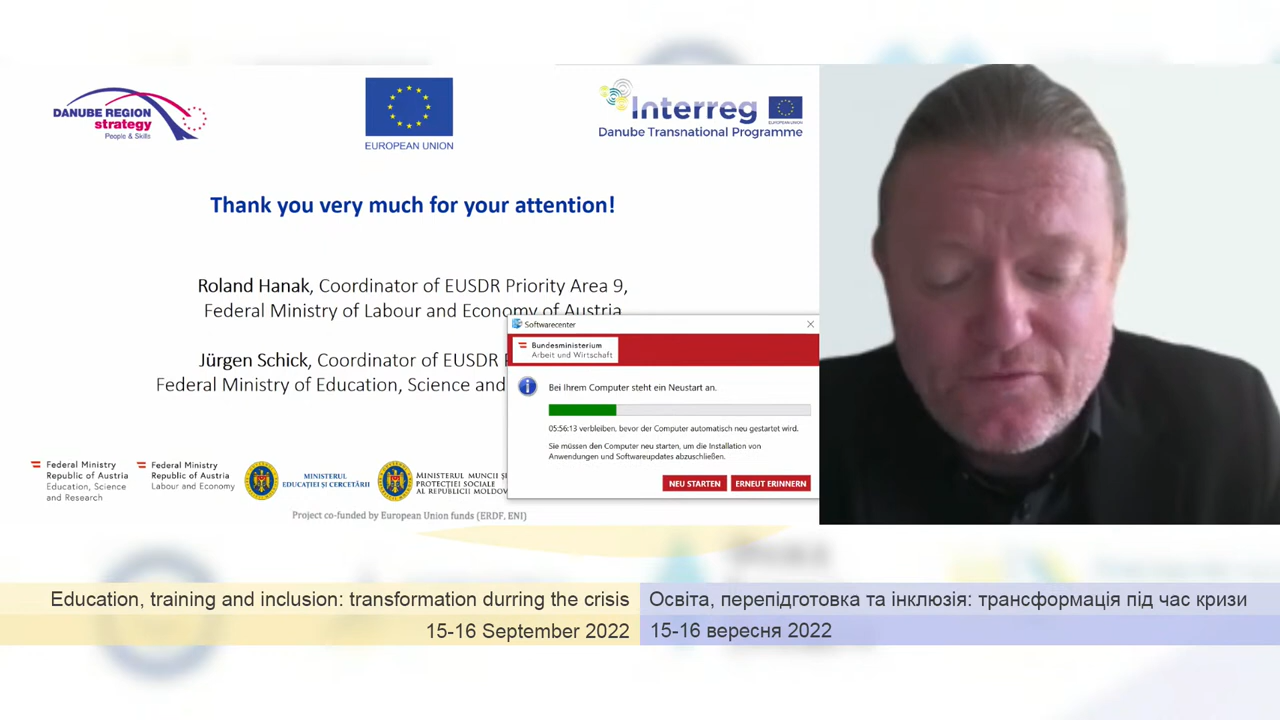 DANUBE REGION
strategy
People & Skills
EUROPEAN UNION
Interreg
EUROPEAN UNION
Danube Transnational Programme
Thank you very much for your attention!
Roland Hanak, Coordinator of EUSDR Priority Area 9,
Federal Ministry of Labour and Economy of Austria
Jürgen Schick, Coordinator of EUSDR
Federal Ministry of Education, Science and
Softwarecenter
Bundesministerium
Arbeit und Wirtschaft
Bei Ihrem Computer steht ein Neustart an.
05:56:13 verbleiben, bevor der Computer automatisch neu gestartet wird.
Sie müssen den Computer neu starten, um die Installation von
Anwendungen und Softwareupdates abzuschließen.
NEU STARTEN
ERNEUT ERINNERN
Federal Ministry
Republic of Austria
Education, Science
and Research
Federal Ministry
Republic of Austria
Labour and Economy
MINISTERUL
EDUCAȚIEI ȘI CERCETĂRII
MINISTERUL MUNCII ȘI
PROTECȚIEI SOCIALE
AL REPUBLICII MOLDOV
Project co-funded by European Union funds (ERDF, ENI)
Education, training and inclusion: transformation durring the crisis
15-16 September 2022
Освіта, перепідготовка та інклюзія: трансформація під час кризи
15-16 вересня 2022